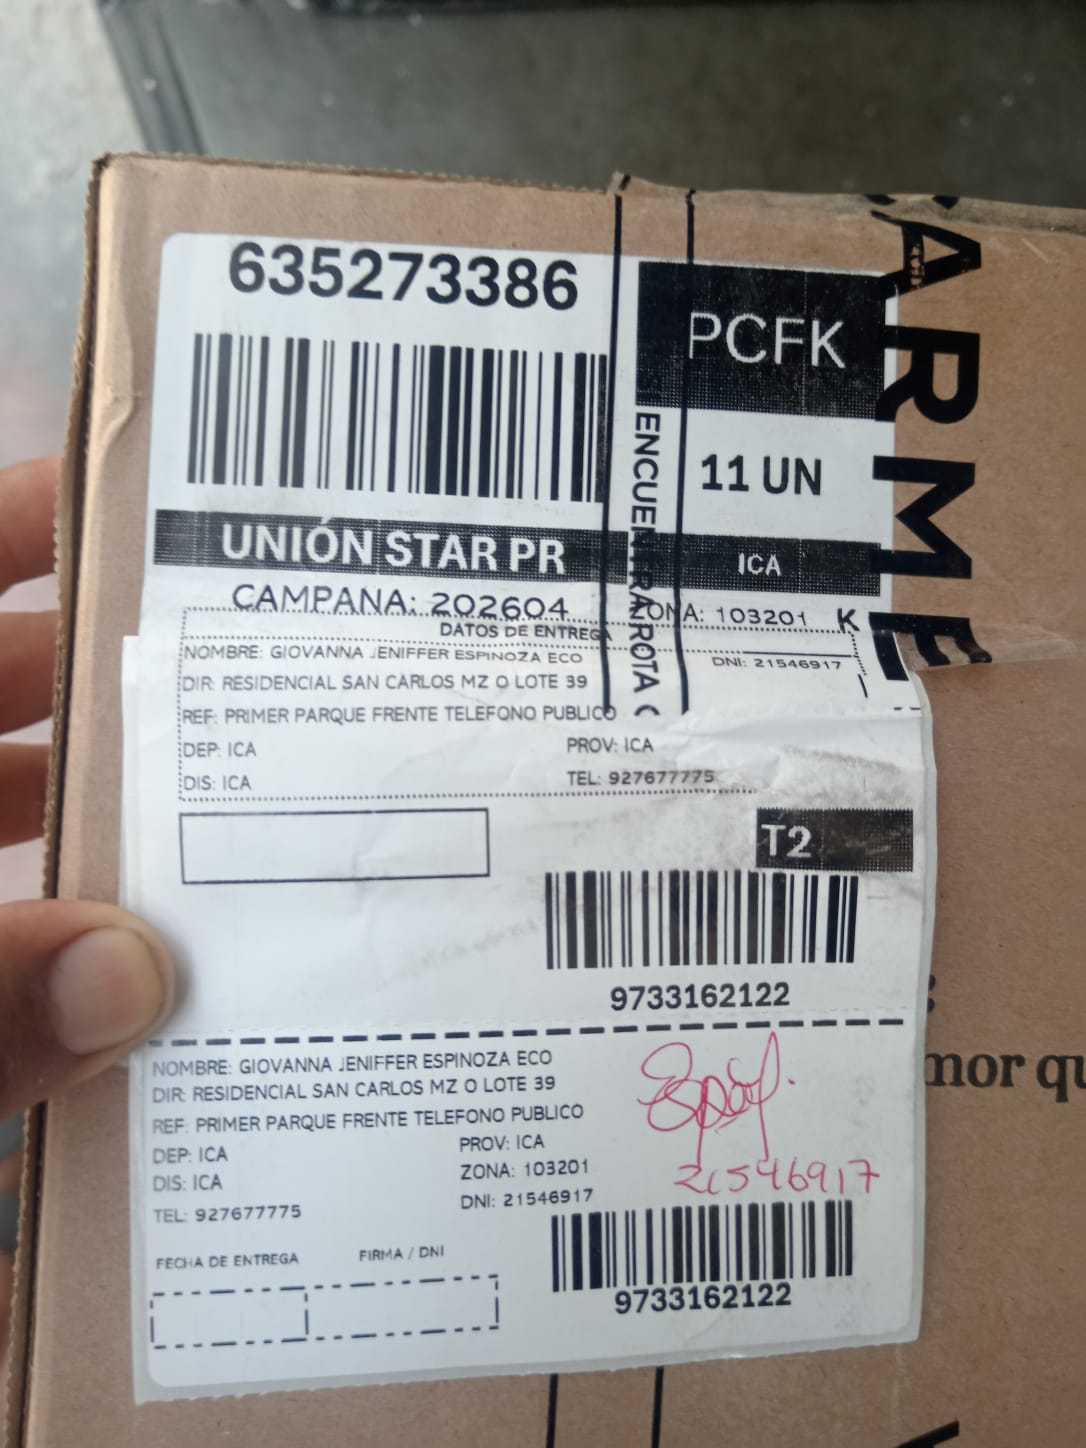 635273386
PCFK
11 UN
UNIÓN STAR PR
ICA
CAMPAÑA: 202604
ZONA: 103201
K
DATOS DE ENTREGA
NOMBRE: GIOVANNA JENIFFER ESPINOZA ECO
DNI: 21546917
DIR: RESIDENCIAL SAN CARLOS MZ O LOTE 39
REF: PRIMER PARQUE FRENTE TELEFONO PUBLICO
DEP: ICA
PROV: ICA
DIS: ICA
TEL: 927677775
T2
9733162122
NOMBRE: GIOVANNA JENIFFER ESPINOZA ECO
DIR: RESIDENCIAL SAN CARLOS MZ O LOTE 39
REF: PRIMER PARQUE FRENTE TELEFONO PUBLICO
DEP: ICA
PROV: ICA
DIS: ICA
ZONA: 103201
TEL: 927677775
DNI: 21546917
21546917
FECHA DE ENTREGA
FIRMA / DNI
9733162122
ENCUENTRA ROTA
CARME
mor qu